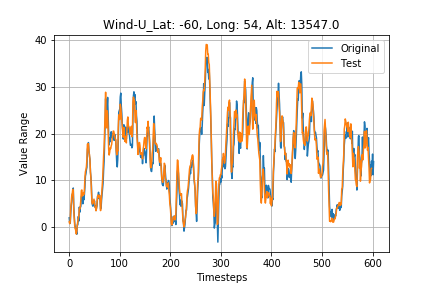 Wind-U_Lat: -60, Long: 54, Alt: 13547.0
Original
Test
Value Range
40
30
20
10
0
0 100 200 300 400 500 600
Timesteps